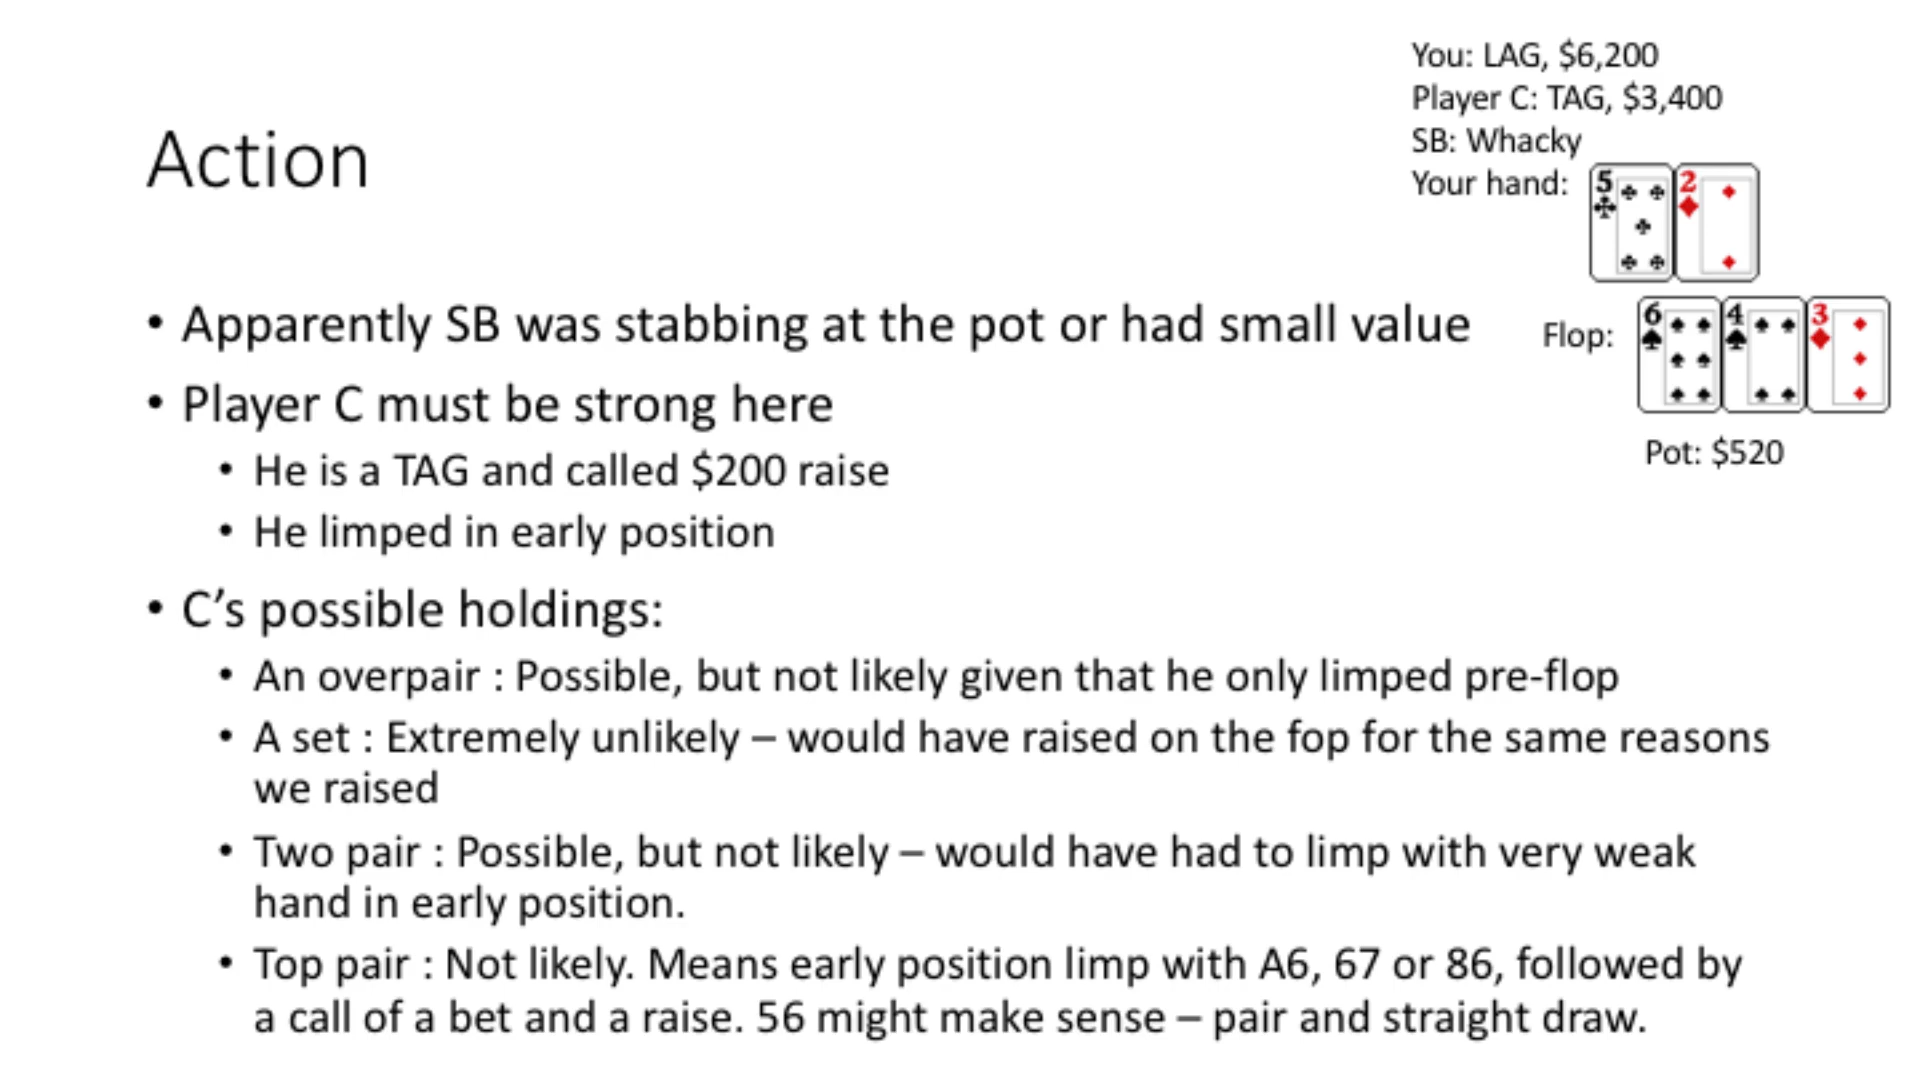 You: LAG, $6,200
Player C: TAG, $3,400
SB: Whacky
Your hand:
5 2
Action
• Apparently SB was stabbing at the pot or had small value
Flop:
6 4 3
• Player C must be strong here
Pot: $520
• He is a TAG and called $200 raise
• He limped in early position
• C’s possible holdings:
• An overpair : Possible, but not likely given that he only limped pre-flop
• A set : Extremely unlikely – would have raised on the fop for the same reasons
we raised
• Two pair : Possible, but not likely – would have had to limp with very weak
hand in early position.
• Top pair : Not likely. Means early position limp with A6, 67 or 86, followed by
a call of a bet and a raise. 56 might make sense – pair and straight draw.